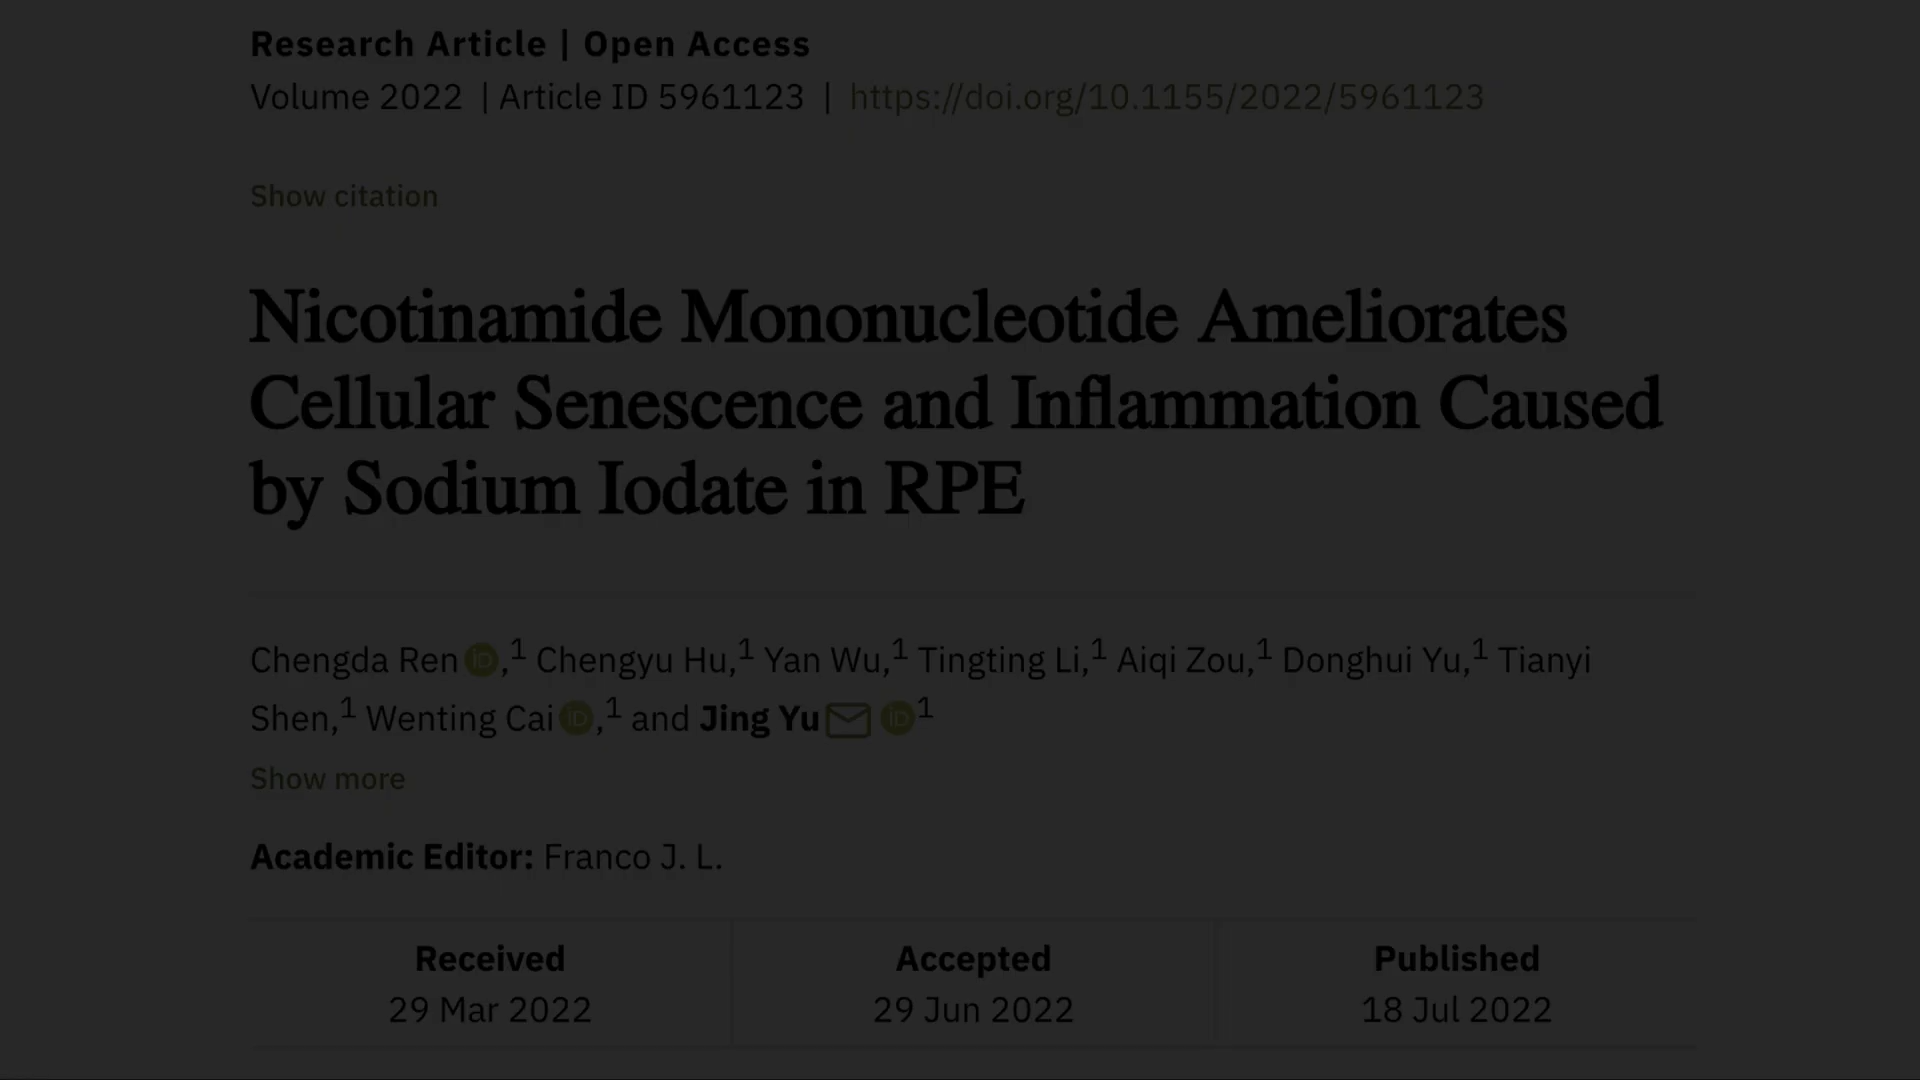 Research Article | Open Access
Volume 2022 | Article ID 5961123 | https://doi.org/10.1155/2022/5961123
Show citation
Nicotinamide Mononucleotide Ameliorates
Cellular Senescence and Inflammation Caused
by Sodium Iodate in RPE
Chengda Ren iD,1 Chengyu Hu,1 Yan Wu,1 Tingting Li,1 Aiqi Zou,1 Donghui Yu,1 Tianyi
Shen,1 Wenting Cai iD,1 and Jing Yu iD1
Show more
Academic Editor: Franco J. L.
Received Accepted Published
29 Mar 2022 29 Jun 2022 18 Jul 2022